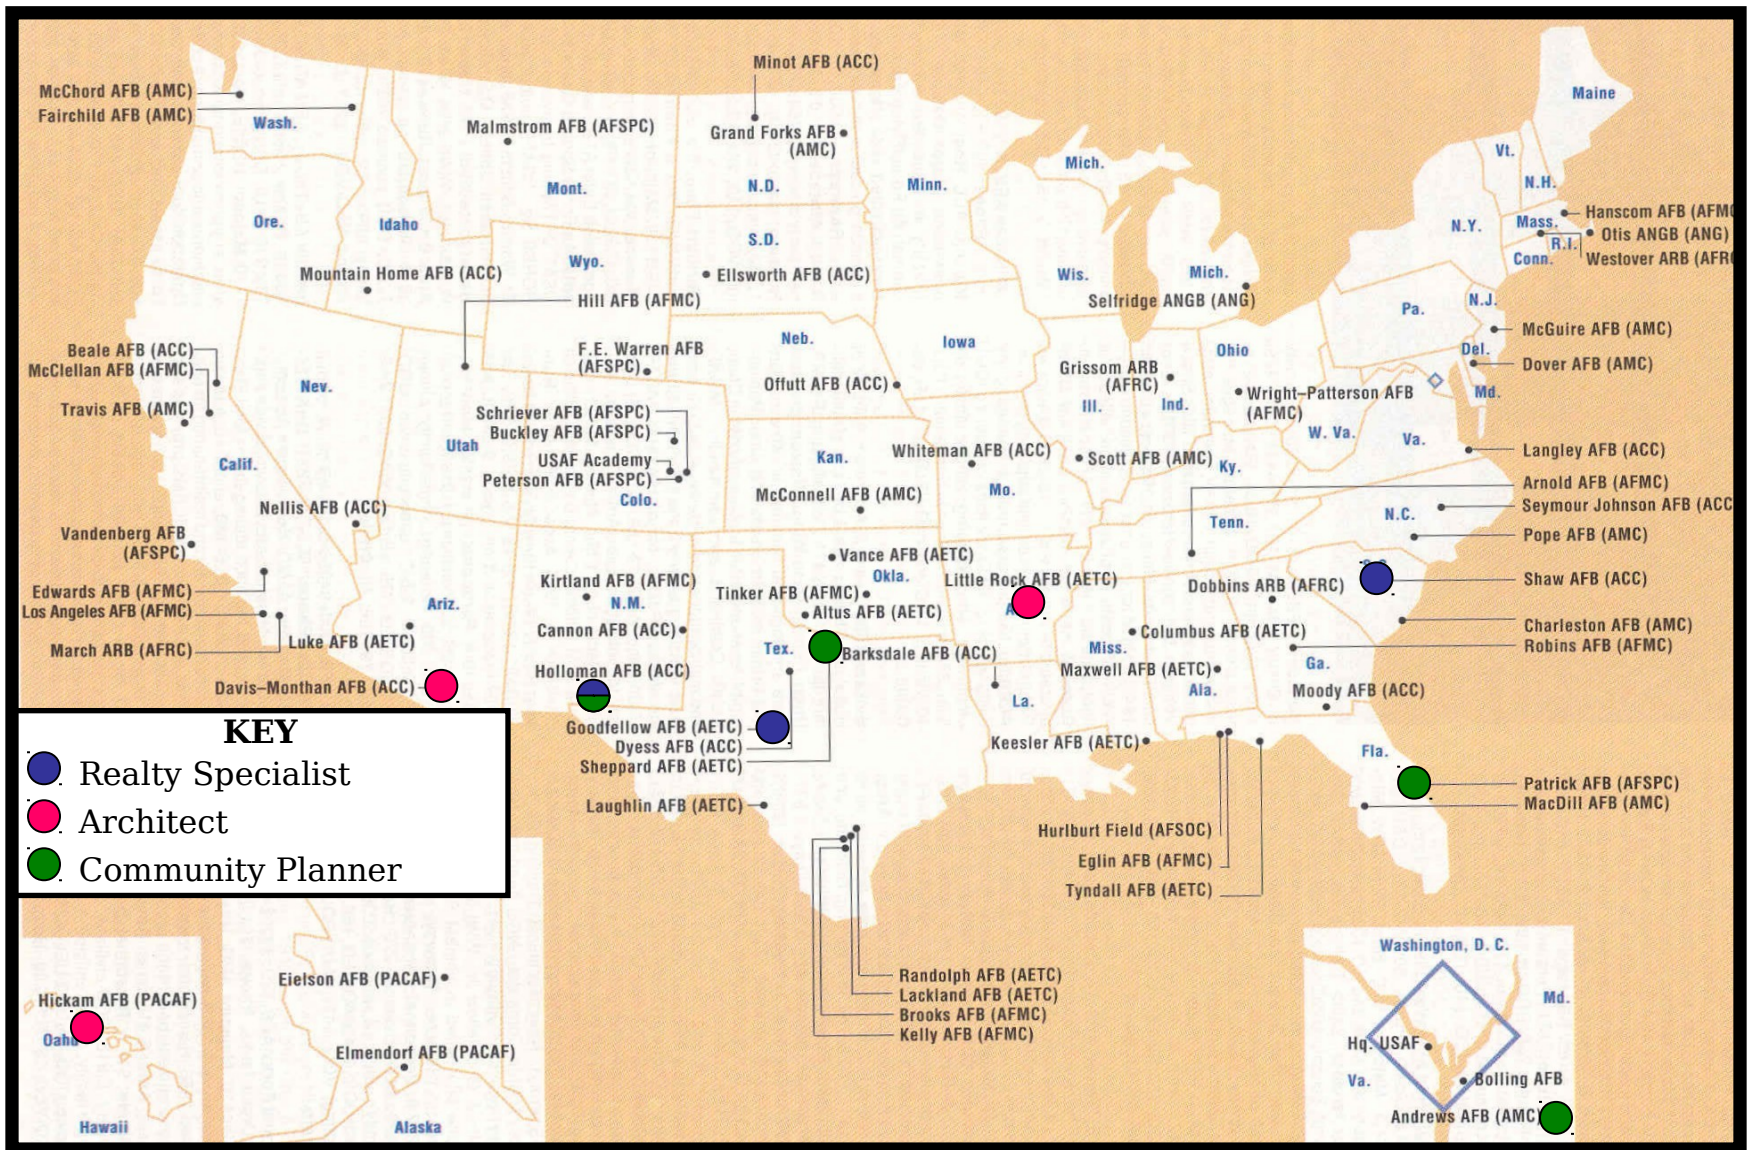 Minot AFB (ACC)
McChord AFB (AMC)
Fairchild AFB (AMC)
Wash.
Malmstrom AFB (AFSPC)
Grand Forks AFB
(AMC)
Maine
Mont.
N.D.
Minn.
Mich.
Vt.
N.H.
Ore.
Idaho
S.D.
N.Y.
Mass.
Hanscom AFB (AFM
Otis ANGB (ANG)
R.I.
Conn.
Westover ARB (AFR
Wyo.
Mountain Home AFB (ACC)
Ellsworth AFB (ACC)
Wis.
Mich.
Hill AFB (AFMC)
Selfridge ANGB (ANG)
Pa.
N.J.
McGuire AFB (AMC)
Neb.
Iowa
Ohio
Del.
Beale AFB (ACC)
McClellan AFB (AFMC)
F.E. Warren AFB
(AFSPC)
Grissom ARB
(AFRC)
Dover AFB (AMC)
Nev.
Offutt AFB (ACC)
Ill.
Ind.
Wright–Patterson AFB
(AFMC)
Md.
Travis AFB (AMC)
Schriever AFB (AFSPC)
Buckley AFB (AFSPC)
W. Va.
Va.
Utah
USAF Academy
Peterson AFB (AFSPC)
Colo.
Calif.
Kan.
Whiteman AFB (ACC)
Scott AFB (AMC)
Ky.
Langley AFB (ACC)
Mo.
McConnell AFB (AMC)
Arnold AFB (AFMC)
Seymour Johnson AFB (ACC
Nellis AFB (ACC)
Tenn.
N.C.
Pope AFB (AMC)
Vandenberg AFB
(AFSPC)
Vance AFB (AETC)
Okla.
Kirtland AFB (AFMC)
N.M.
Tinker AFB (AFMC)
Altus AFB (AETC)
Little Rock AFB (AETC)
Dobbins ARB (AFRC)
Shaw AFB (ACC)
Edwards AFB (AFMC)
Los Angeles AFB (AFMC)
March ARB (AFRC)
Ariz.
Luke AFB (AETC)
Cannon AFB (ACC)
Columbus AFB (AETC)
Charleston AFB (AMC)
Robins AFB (AFMC)
Tex.
Barksdale AFB (ACC)
Miss.
Maxwell AFB (AETC)
Ga.
Davis–Monthan AFB (ACC)
Holloman AFB (ACC)
La.
Ala.
Moody AFB (ACC)
Goodfellow AFB (AETC)
Dyess AFB (ACC)
Sheppard AFB (AETC)
Keesler AFB (AETC)
Fla.
Laughlin AFB (AETC)
Patrick AFB (AFSPC)
MacDill AFB (AMC)
Hurlburt Field (AFSOC)
Eglin AFB (AFMC)
Tyndall AFB (AETC)
KEY
Realty Specialist
Architect
Community Planner
Randolph AFB (AETC)
Lackland AFB (AETC)
Brooks AFB (AFMC)
Kelly AFB (AFMC)
Hickam AFB (PACAF)
Oahu
Hawaii
Eielson AFB (PACAF)
Elmendorf AFB (PACAF)
Alaska
Washington, D. C.
Md.
Hq. USAF
Va.
Bolling AFB
Andrews AFB (AMC)